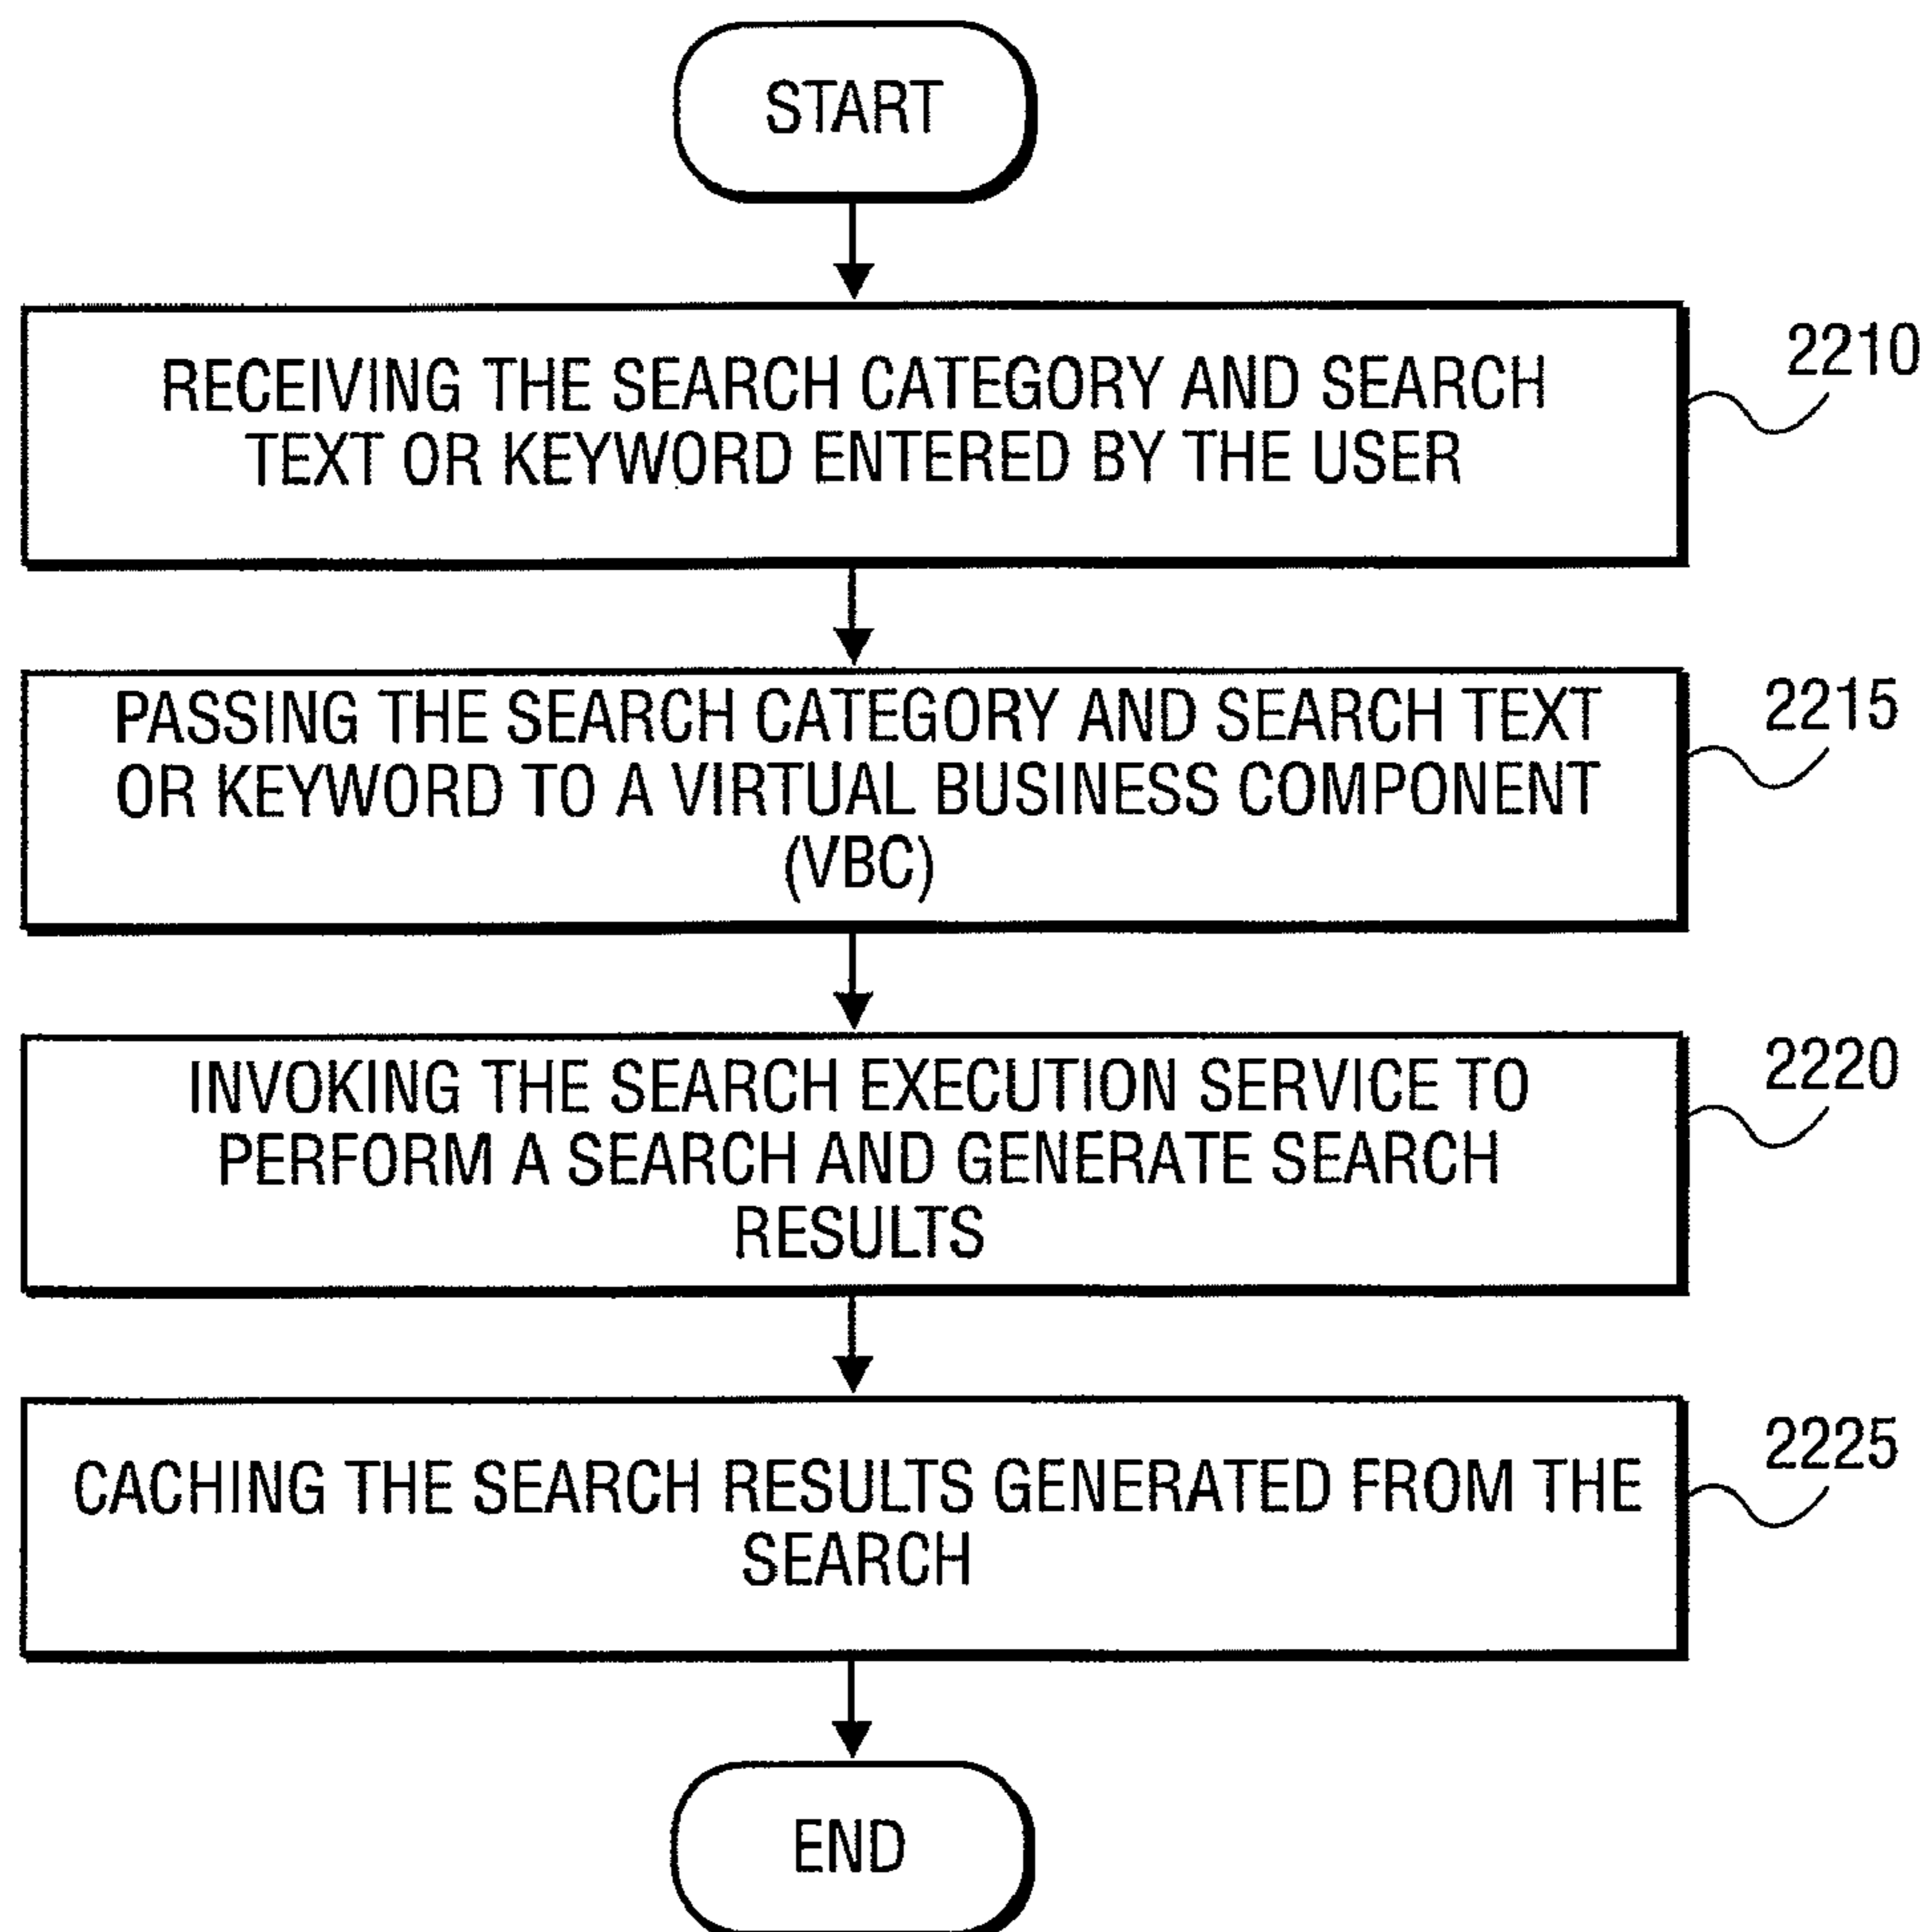 START
RECEIVING THE SEARCH CATEGORY AND SEARCH
TEXT OR KEYWORD ENTERED BY THE USER
2210
PASSING THE SEARCH CATEGORY AND SEARCH TEXT
OR KEYWORD TO A VIRTUAL BUSINESS COMPONENT
(VBC)
2215
INVOKING THE SEARCH EXECUTION SERVICE TO
PERFORM A SEARCH AND GENERATE SEARCH
RESULTS
2220
CACHING THE SEARCH RESULTS GENERATED FROM THE
SEARCH
2225
END